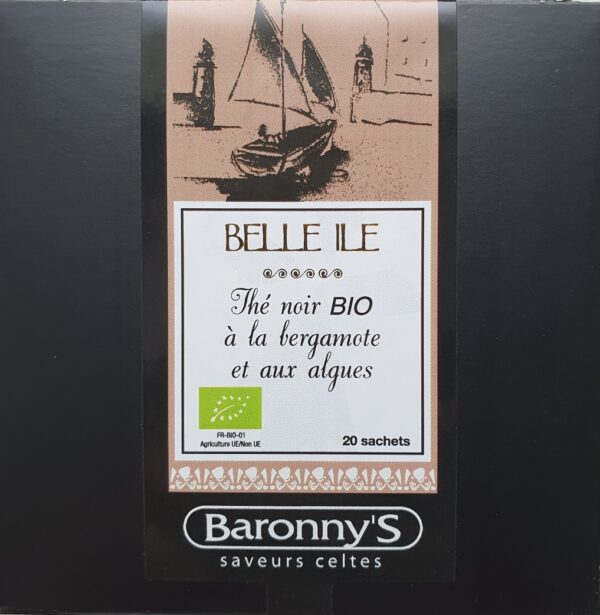 BELLE ILE
Thé noir BIO
à la bergamote
et aux algues
FR-BIO-01
Agriculture UE/Non UE
20 sachets
Baronny'S
saveurs celtes